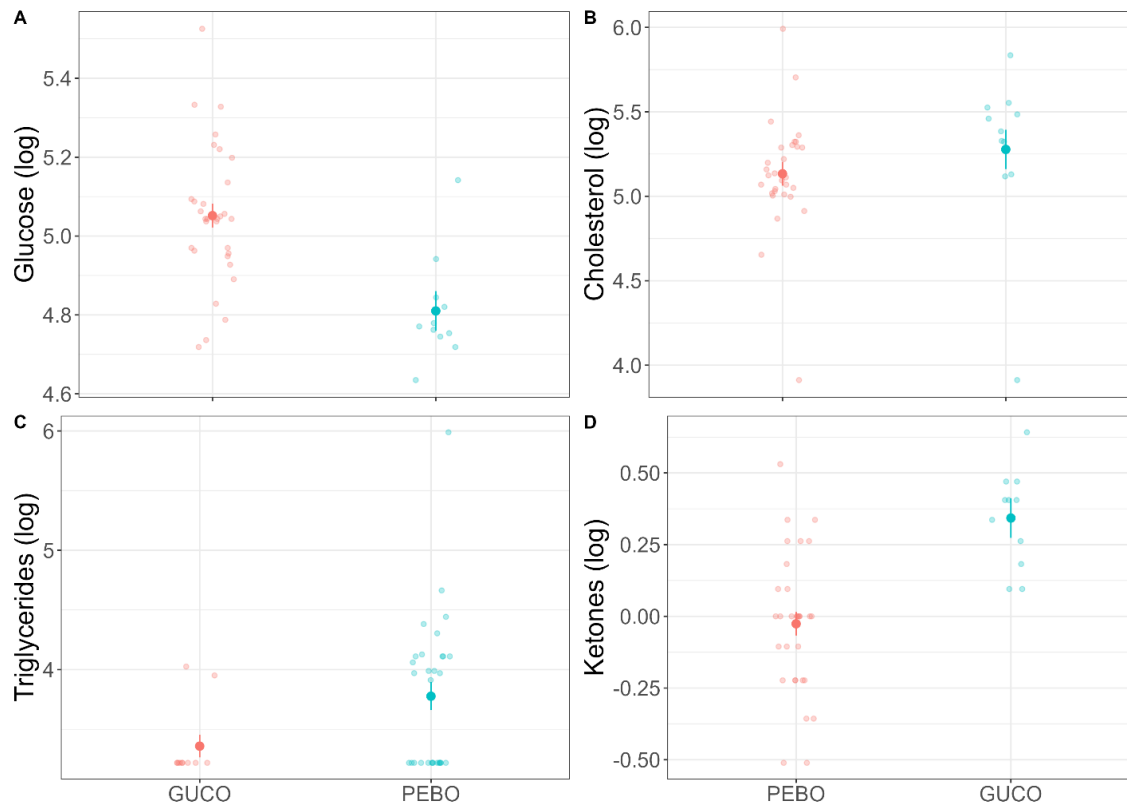 A
Glucose (log)
5.4
5.2
5.0
4.8
4.6
B
Cholesterol (log)
6.0
5.5
5.0
4.5
4.0
C
Triglycerides (log)
6
5
4
GUCO PEBO
D
Ketones (log)
0.50
0.25
0.00
-0.25
-0.50
PEBO GUCO